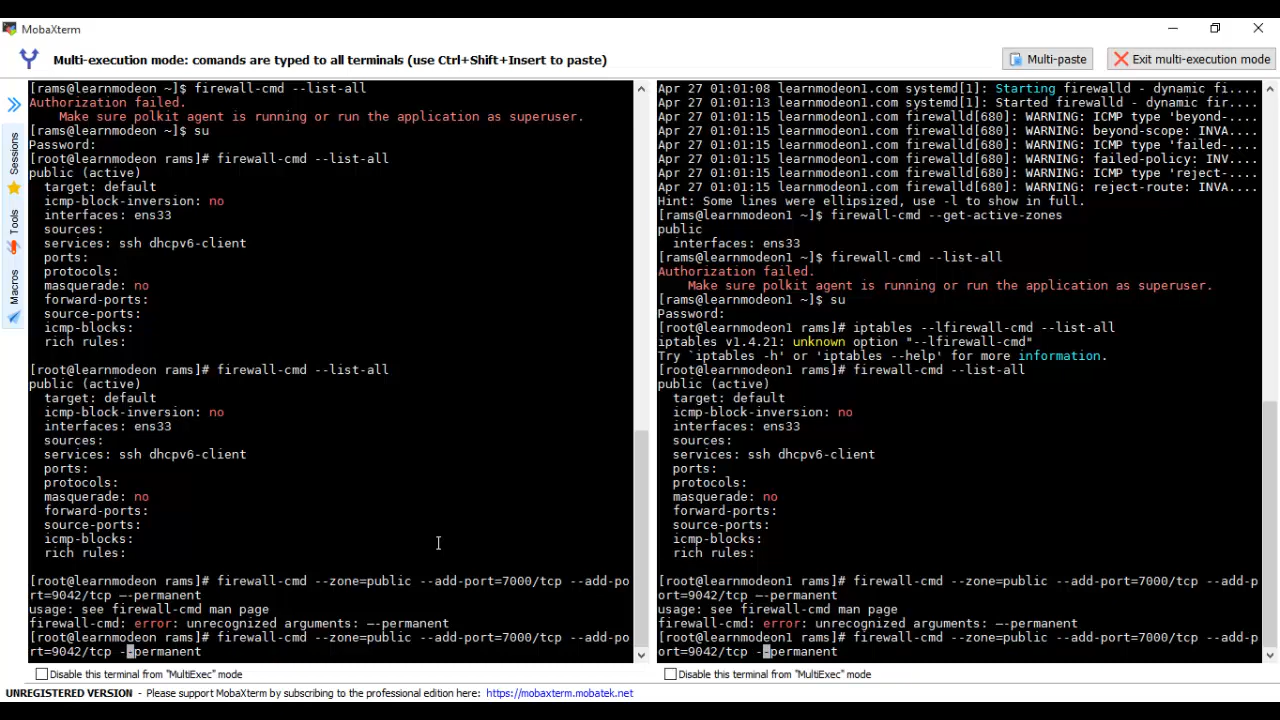 MobaXterm
Multi-execution mode: comands are typed to all terminals (use Ctrl+Shift+Insert to paste)
Multi-paste
Exit multi-execution mode
Sessions
Tools
Macros
[rams@learnmodeon ~]$ firewall-cmd --list-all
Authorization failed.
    Make sure polkit agent is running or run the application as superuser.
[rams@learnmodeon ~]$ su
Password:
[root@learnmodeon rams]# firewall-cmd --list-all
public (active)
  target: default
  icmp-block-inversion: no
  interfaces: ens33
  sources:
  services: ssh dhcpv6-client
  ports:
  protocols:
  masquerade: no
  forward-ports:
  source-ports:
  icmp-blocks:
  rich rules:
[root@learnmodeon rams]# firewall-cmd --list-all
public (active)
  target: default
  icmp-block-inversion: no
  interfaces: ens33
  sources:
  services: ssh dhcpv6-client
  ports:
  protocols:
  masquerade: no
  forward-ports:
  source-ports:
  icmp-blocks:
  rich rules:
[root@learnmodeon rams]# firewall-cmd --zone=public --add-port=7000/tcp --add-po
rt=9042/tcp –-permanent
usage: see firewall-cmd man page
firewall-cmd: error: unrecognized arguments: –-permanent
[root@learnmodeon rams]# firewall-cmd --zone=public --add-port=7000/tcp --add-po
rt=9042/tcp --permanent
Disable this terminal from "MultiExec" mode
Apr 27 01:01:08 learnmodeon1.com systemd[1]: Starting firewalld - dynamic fi....
Apr 27 01:01:13 learnmodeon1.com systemd[1]: Started firewalld - dynamic fir....
Apr 27 01:01:15 learnmodeon1.com firewalld[680]: WARNING: ICMP type 'beyond-....
Apr 27 01:01:15 learnmodeon1.com firewalld[680]: WARNING: beyond-scope: INVA....
Apr 27 01:01:15 learnmodeon1.com firewalld[680]: WARNING: ICMP type 'failed-....
Apr 27 01:01:15 learnmodeon1.com firewalld[680]: WARNING: failed-policy: INV....
Apr 27 01:01:15 learnmodeon1.com firewalld[680]: WARNING: ICMP type 'reject-....
Apr 27 01:01:15 learnmodeon1.com firewalld[680]: WARNING: reject-route: INVA....
Hint: Some lines were ellipsized, use -l to show in full.
[rams@learnmodeon1 ~]$ firewall-cmd --get-active-zones
public
  interfaces: ens33
[rams@learnmodeon1 ~]$ firewall-cmd --list-all
Authorization failed.
    Make sure polkit agent is running or run the application as superuser.
[rams@learnmodeon1 ~]$ su
Password:
[root@learnmodeon1 rams]# iptables --lfirewall-cmd --list-all
iptables v1.4.21: unknown option "--lfirewall-cmd"
Try `iptables -h' or 'iptables --help' for more information.
[root@learnmodeon1 rams]# firewall-cmd --list-all
public (active)
  target: default
  icmp-block-inversion: no
  interfaces: ens33
  sources:
  services: ssh dhcpv6-client
  ports:
  protocols:
  masquerade: no
  forward-ports:
  source-ports:
  icmp-blocks:
  rich rules:
[root@learnmodeon1 rams]# firewall-cmd --zone=public --add-port=7000/tcp --add-p
ort=9042/tcp –-permanent
usage: see firewall-cmd man page
firewall-cmd: error: unrecognized arguments: –-permanent
[root@learnmodeon1 rams]# firewall-cmd --zone=public --add-port=7000/tcp --add-p
ort=9042/tcp --permanent
Disable this terminal from "MultiExec" mode
UNREGISTERED VERSION - Please support MobaXterm by subscribing to the professional edition here: https://mobaxterm.mobatek.net